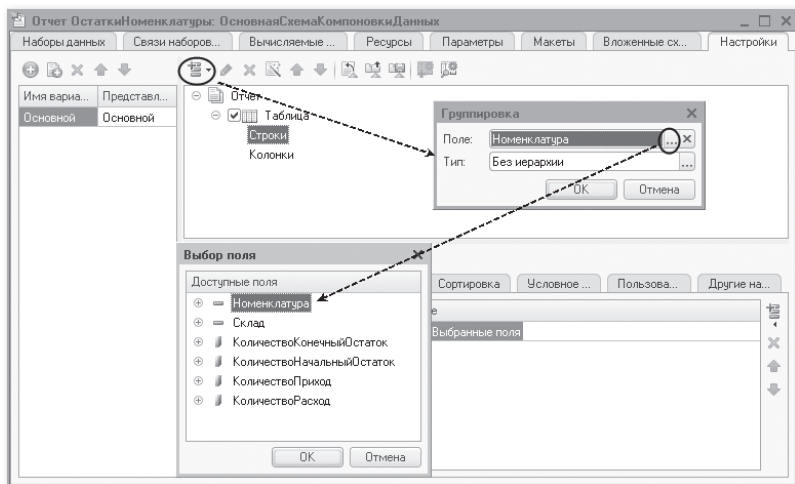 Отчет ОстаткиНоменклатуры: ОсновнаяСхемаКомпоновкиДанных
Наборы данных Связи наборов... Вычисляемые ... Ресурсы Параметры Макеты Вложенные сх... Настройки
Имя вариа... Представл...
Основной Основной
Отчет
Таблица
Строки
Колонки
Группировка
Поле: Номенклатура ...
Тип: Без иерархии ...
OK Отмена
Выбор поля
Доступные поля
Номенклатура
Склад
КоличествоКонечныйОстаток
КоличествоНачальныйОстаток
КоличествоПриход
КоличествоРасход
OK Отмена
Сортировка Условное ... Пользова... Другие на...
е
Выбранные поля